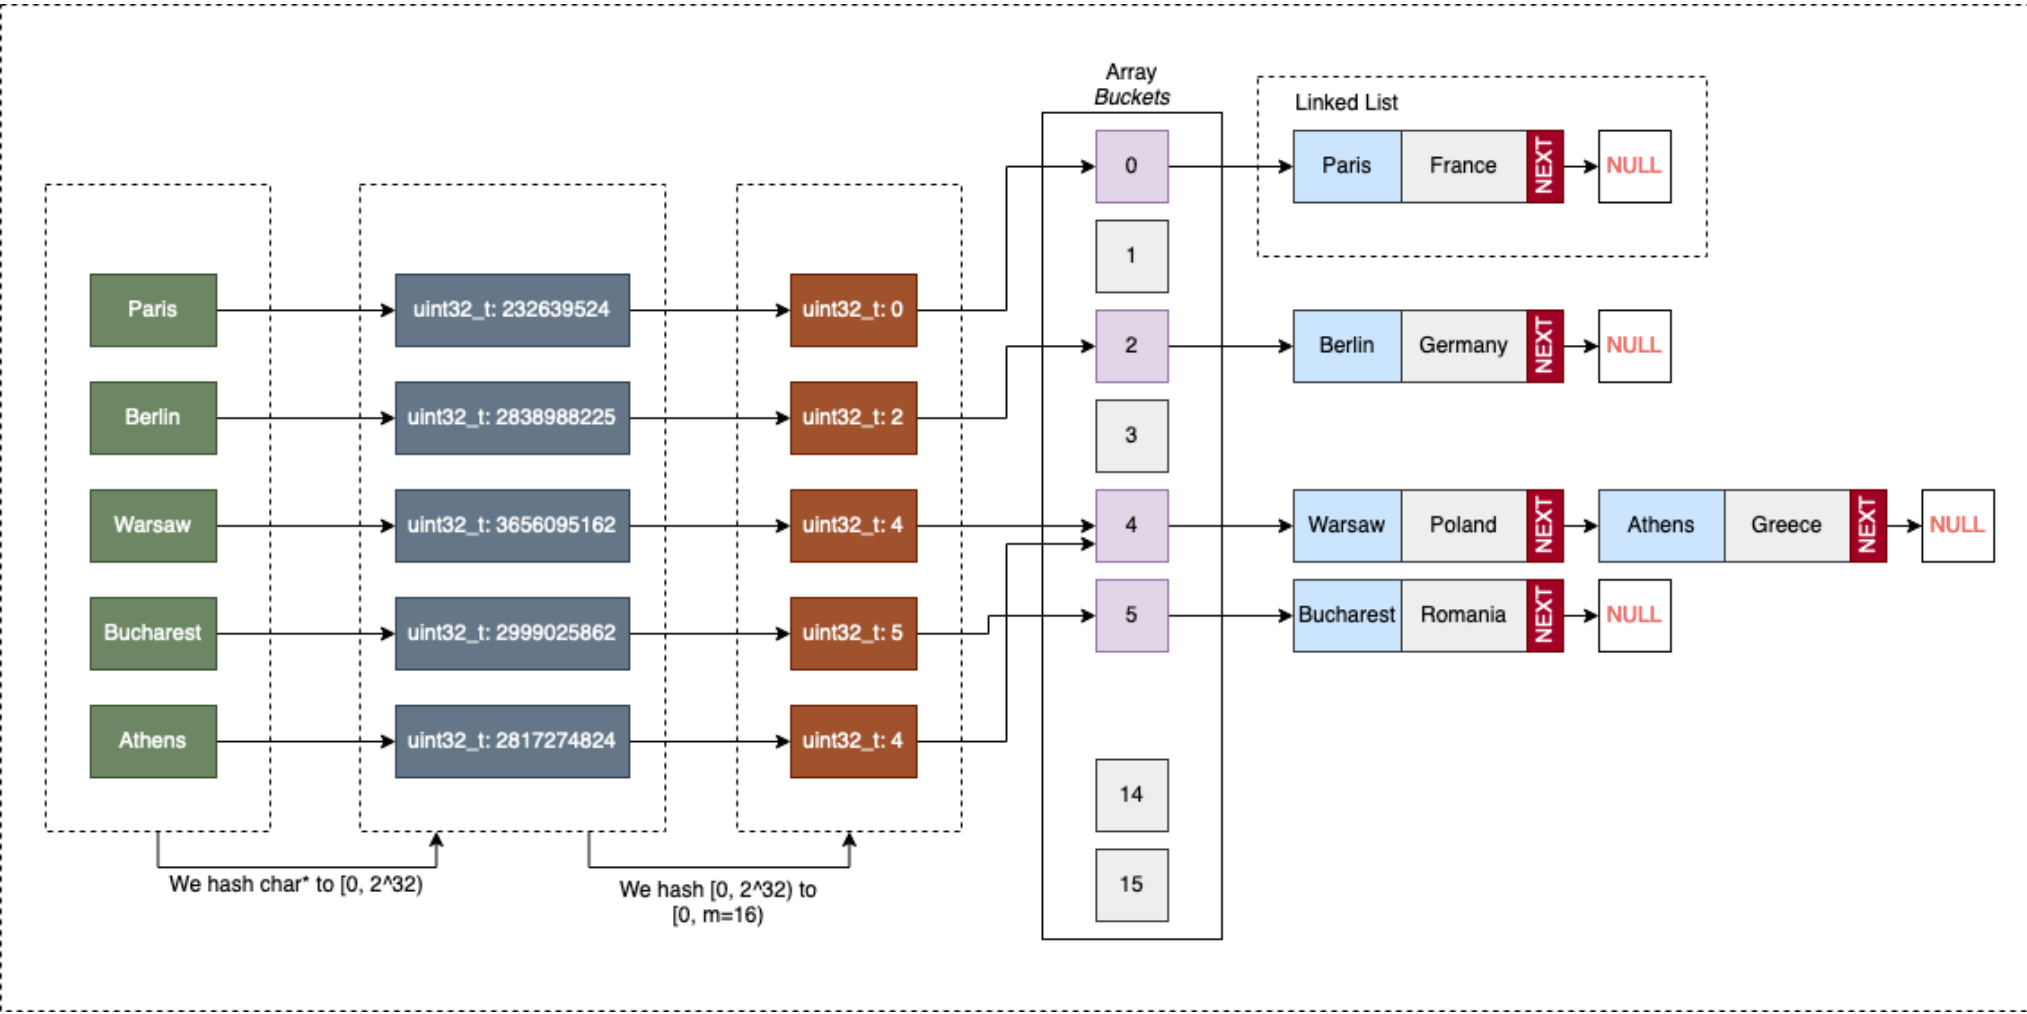 Array
Buckets
Linked List
0
Paris
France
NEXT
NULL
1
Paris
uint32_t: 232639524
uint32_t: 0
2
Berlin
Germany
NEXT
NULL
Berlin
uint32_t: 2838988225
uint32_t: 2
3
Warsaw
uint32_t: 3656095162
uint32_t: 4
4
Warsaw
Poland
NEXT
Athens
Greece
NEXT
NULL
Bucharest
uint32_t: 2999025862
uint32_t: 5
5
Bucharest
Romania
NEXT
NULL
Athens
uint32_t: 2817274824
uint32_t: 4
14
15
We hash char* to [0, 2^32)
We hash [0, 2^32) to
[0, m=16)